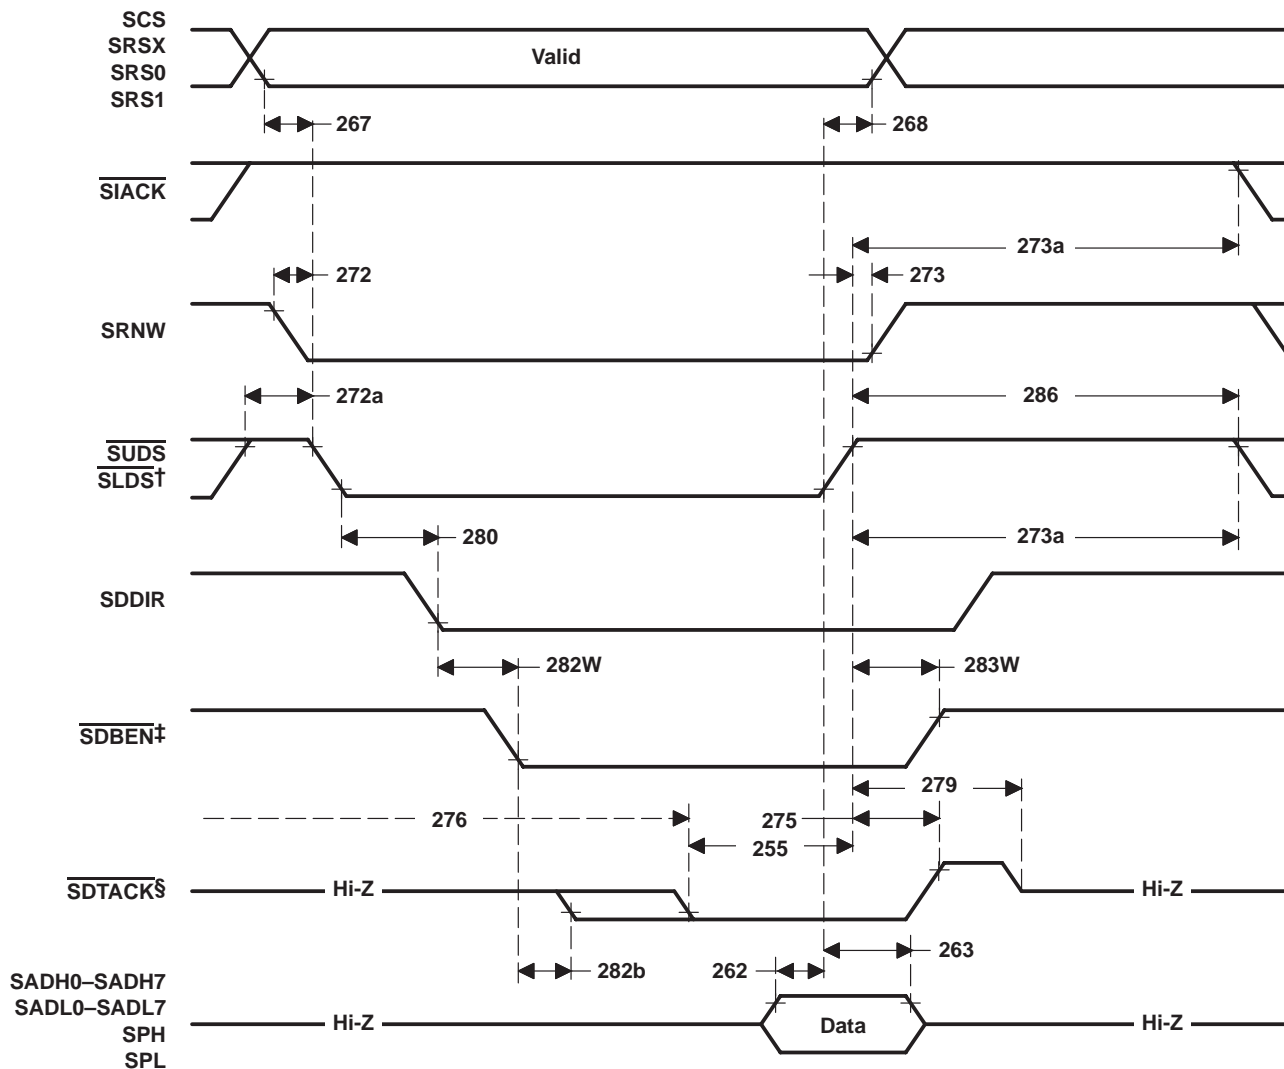 SCS
SRSX
SRS0
SRS1
Valid
267
268
SIACK
273a
272
273
SRNW
272a
286
SUDS
SLDS†
280
273a
SDDIR
282W
283W
SDBEN‡
279
276
275
255
SDTACK§
Hi-Z
Hi-Z
263
282b
262
SADH0–SADH7
SADL0–SADL7
SPH
SPL
Hi-Z
Data
Hi-Z